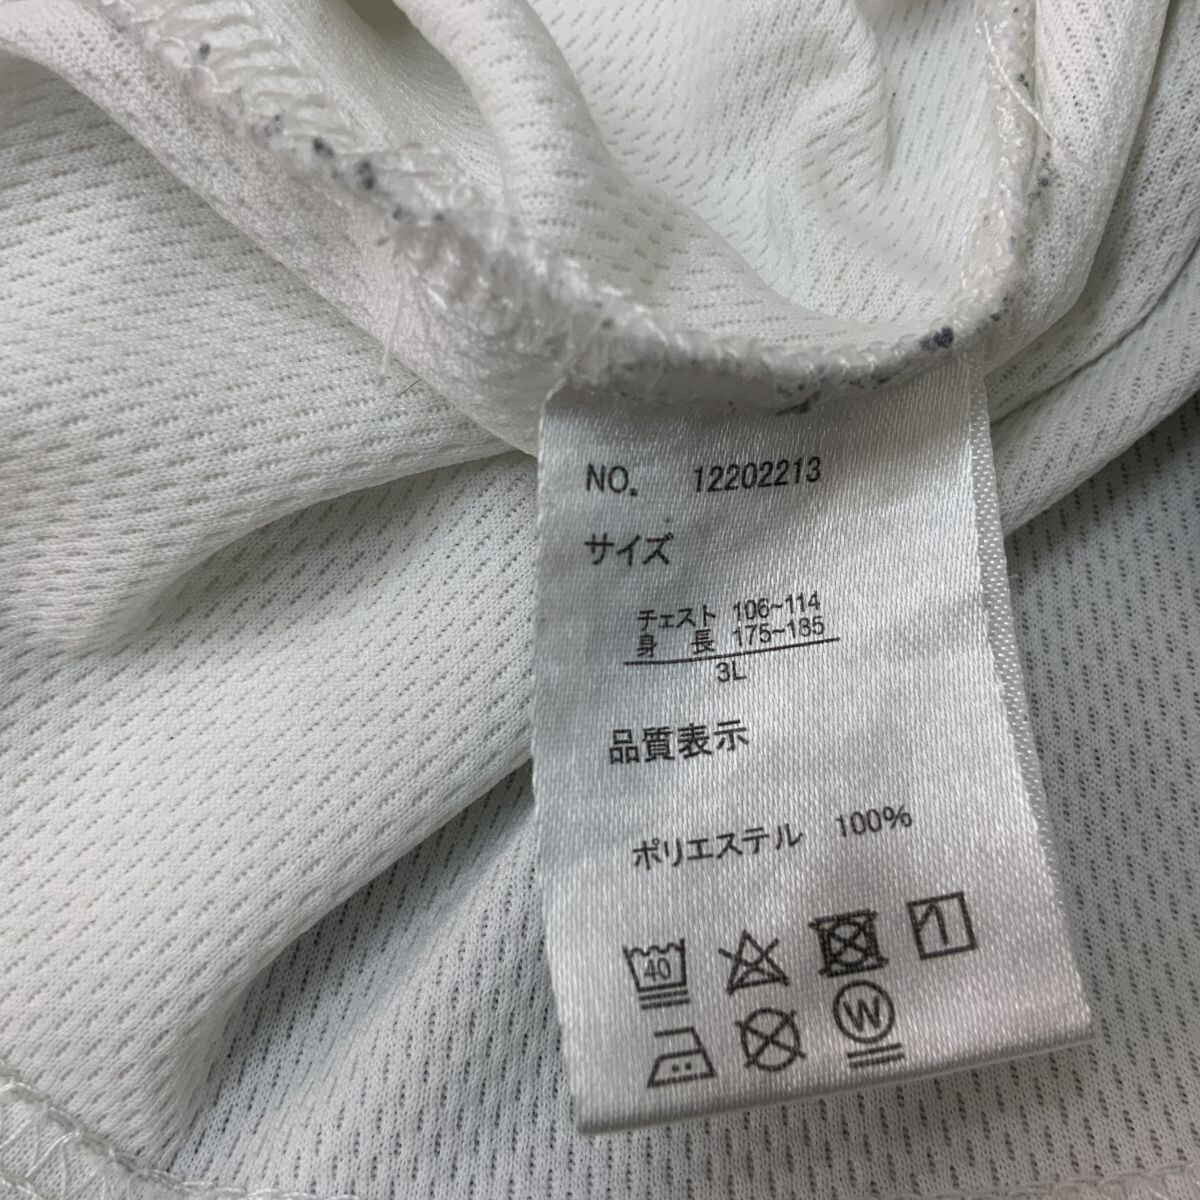 NO. 12202213
サイズ
チェスト 106~114
身 長 175~185
3L
品質表示
ポリエステル 100%
40
W